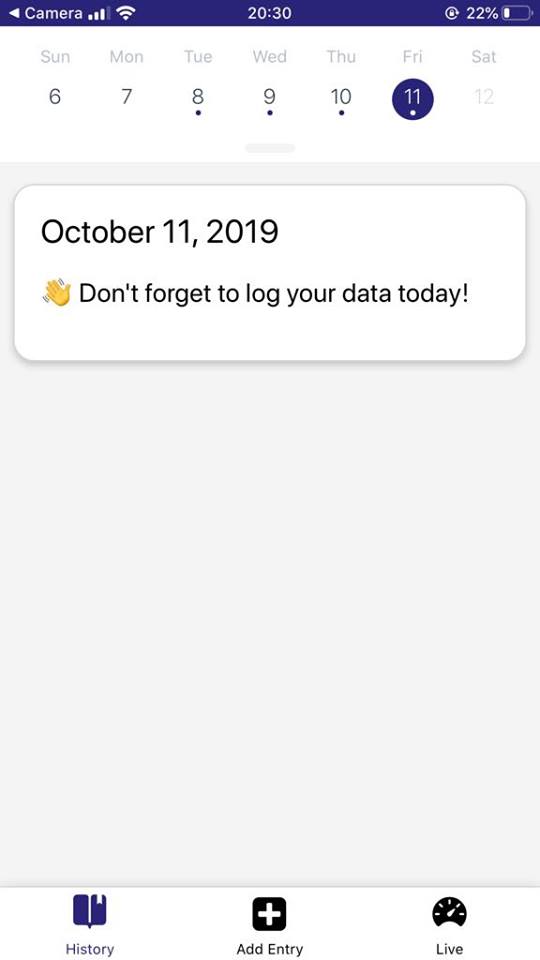 ◀ Camera 20:30 22%
Sun Mon Tue Wed Thu Fri Sat
6 7 8 9 10 11 12
October 11, 2019
👋 Don't forget to log your data today!
History Add Entry Live